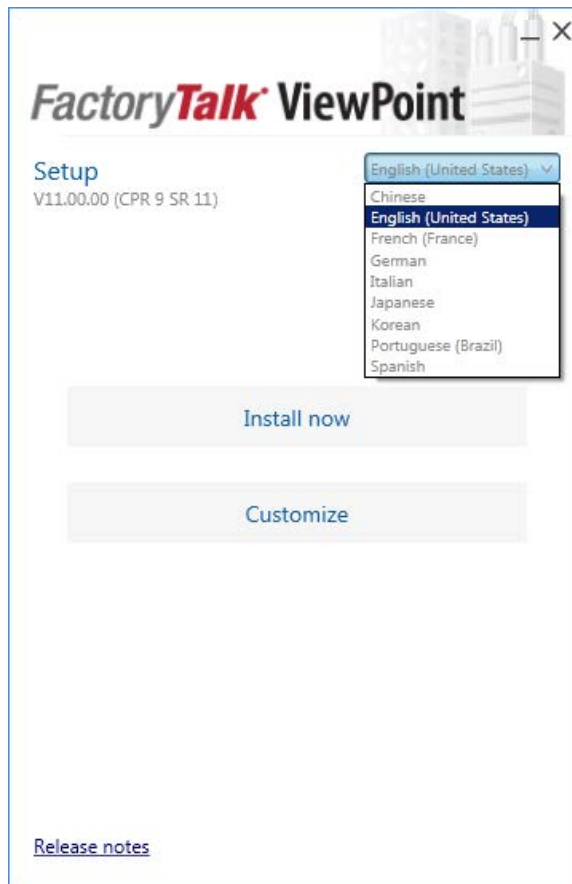 FactoryTalk ViewPoint
Setup
English (United States)
V11.00.00 (CPR 9 SR 11)
Chinese
English (United States)
French (France)
German
Italian
Japanese
Korean
Portuguese (Brazil)
Spanish
Install now
Customize
Release notes